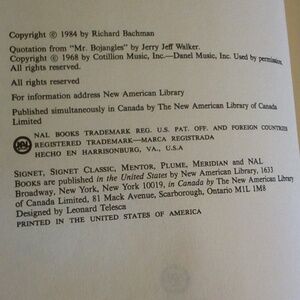 Copyright © 1984 by Richard Bachman
Quotation from "Mr. Bojangles" by Jerry Jeff Walker.
Copyright © 1968 by Cotillion Music, Inc.—Danel Music, Inc. Used by permission.
All rights reserved
All rights reserved
For information address New American Library
Published simultaneously in Canada by The New American Library of Canada
Limited
NAL BOOKS TRADEMARK REG. U.S. PAT. OFF. AND FOREIGN COUNTRIES
REGISTERED TRADEMARK—MARCA REGISTRADA
HECHO EN HARRISONBURG, VA., U.S.A
NAL
SIGNET, SIGNET CLASSIC, MENTOR, PLUME, MERIDIAN and NAL
BOOKS are published in the United States by New American Library, 1633
Broadway, New York, New York 10019, in Canada by The New American Library
of Canada Limited, 81 Mack Avenue, Scarborough, Ontario M1L 1M8
Designed by Leonard Telesca
PRINTED IN THE UNITED STATES OF AMERICA